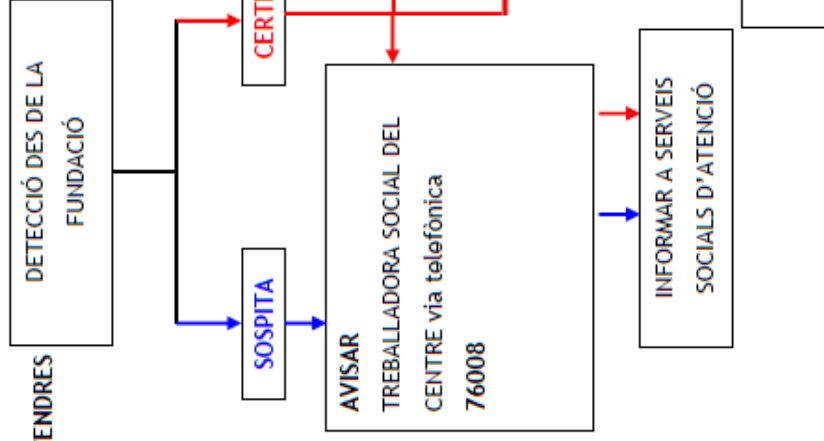 ENDRES
DETECCIÓ DES DE LA
FUNDACIÓ
SOSPITA
CERT
AVISAR
TREBALLADORA SOCIAL DEL
CENTRE via telefònica
76008
INFORMAR A SERVEIS
SOCIALS D'ATENCIÓ